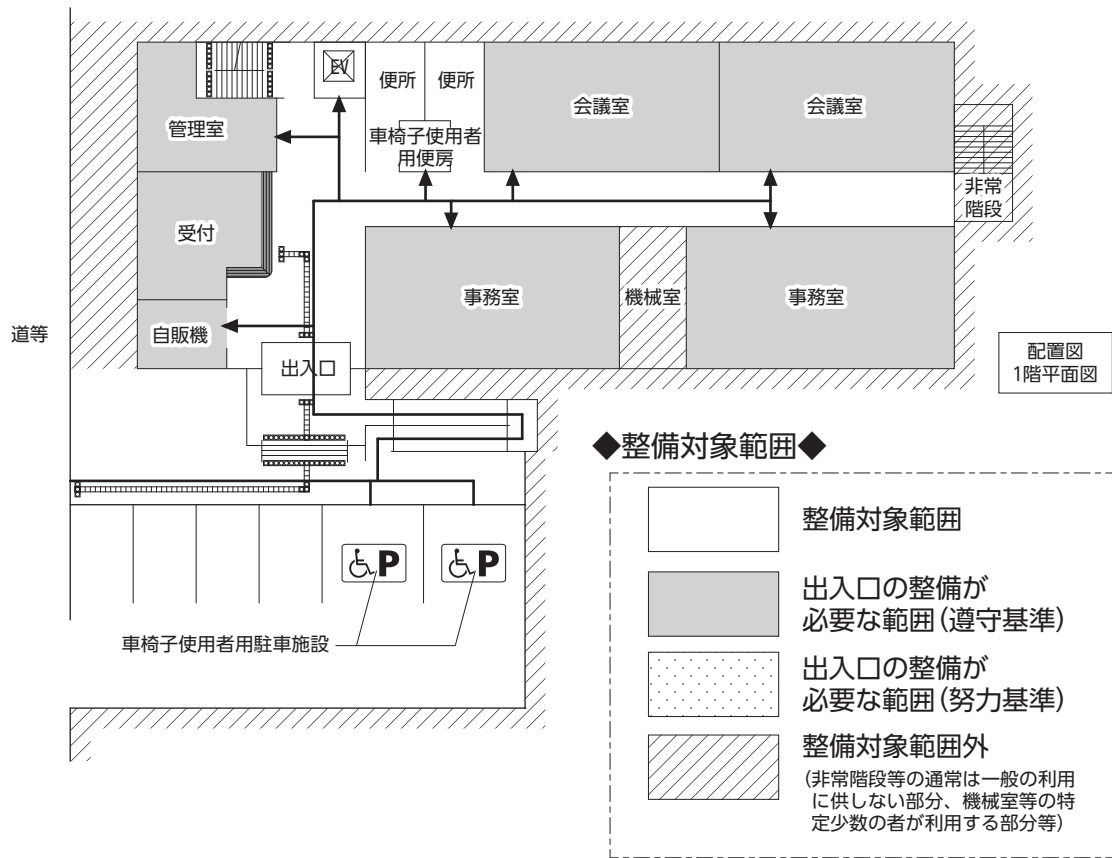 EV
便所
便所
会議室
会議室
管理室
車椅子使用者
用便房
非常
階段
受付
事務室
機械室
事務室
自販機
道等
出入口
配置図
1階平面図
◆整備対象範囲◆
整備対象範囲
出入口の整備が
必要な範囲(遵守基準)
出入口の整備が
必要な範囲(努力基準)
整備対象範囲外
(非常階段等の通常は一般の利用
に供しない部分、機械室等の特
定少数の者が利用する部分等)
P
P
車椅子使用者用駐車施設